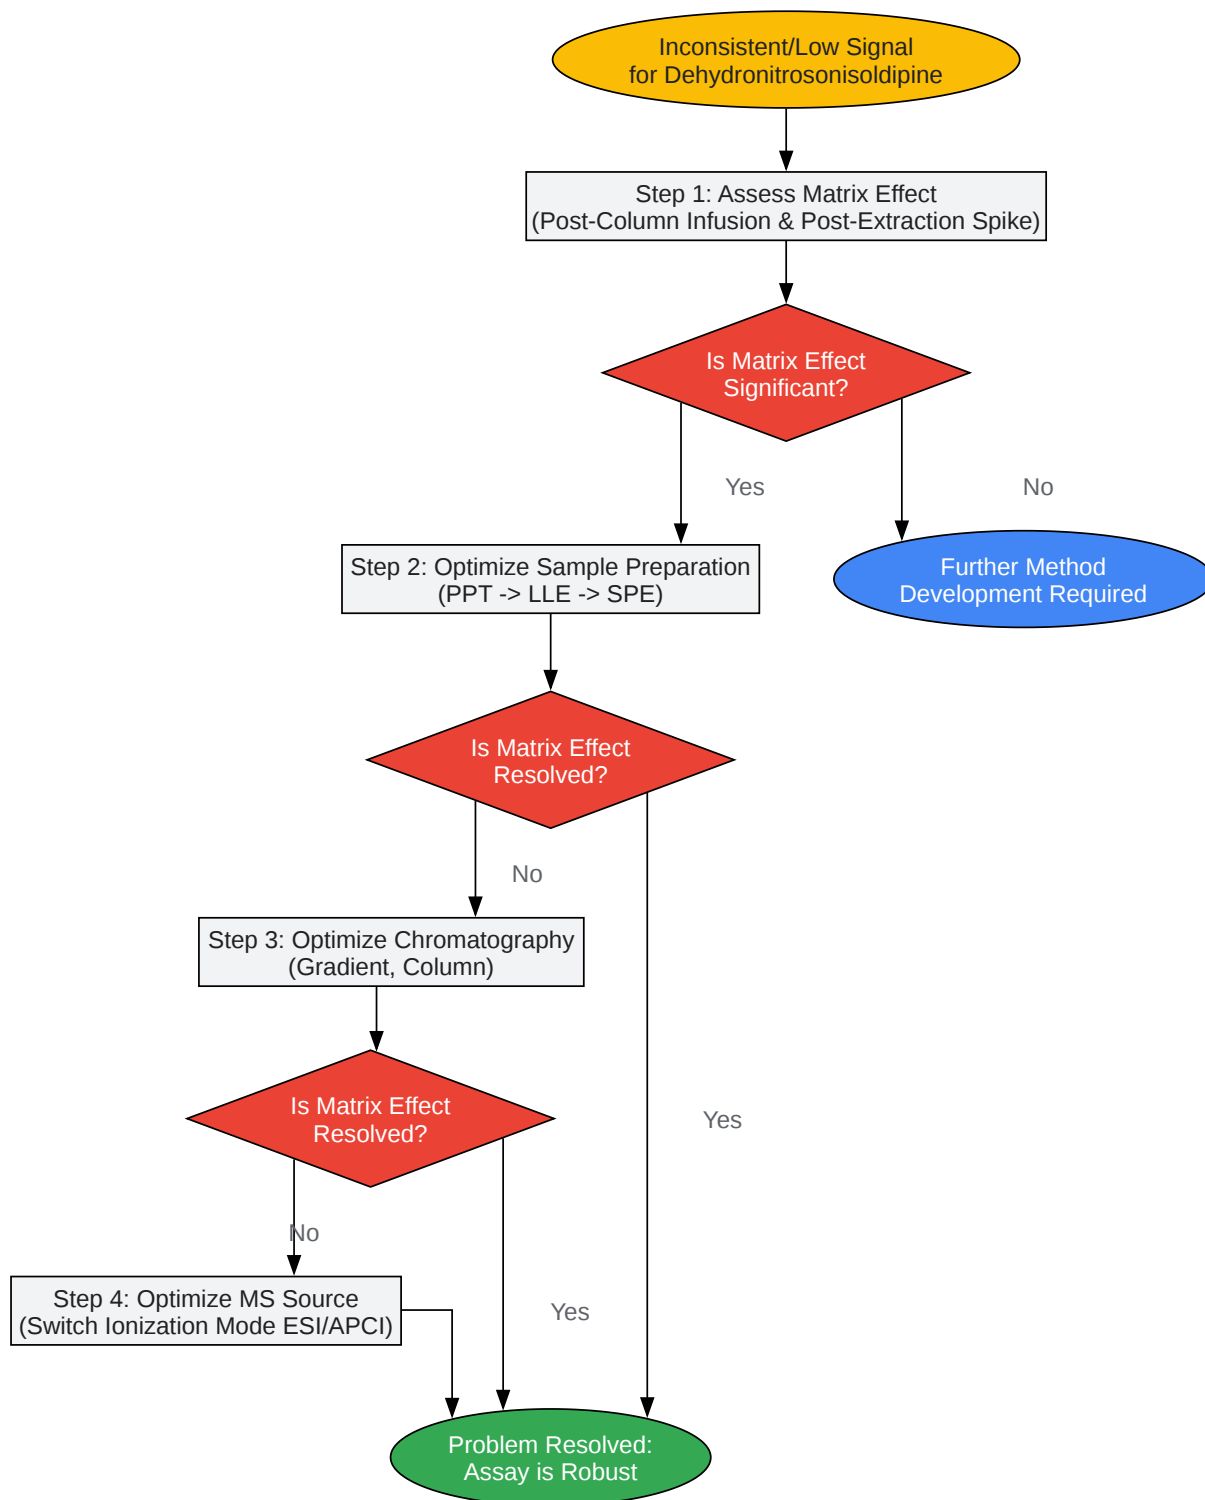 Inconsistent/Low Signal
for Dehydronitrosonisoldipine
Step 1: Assess Matrix Effect
(Post-Column Infusion & Post-Extraction Spike)
Is Matrix Effect
Significant?
Yes
No
Step 2: Optimize Sample Preparation
(PPT -> LLE -> SPE)
Further Method
Development Required
Is Matrix Effect
Resolved?
No
Step 3: Optimize Chromatography
(Gradient, Column)
Is Matrix Effect
Resolved?
Yes
No
Step 4: Optimize MS Source
(Switch Ionization Mode ESI/APCI)
Yes
Problem Resolved:
Assay is Robust